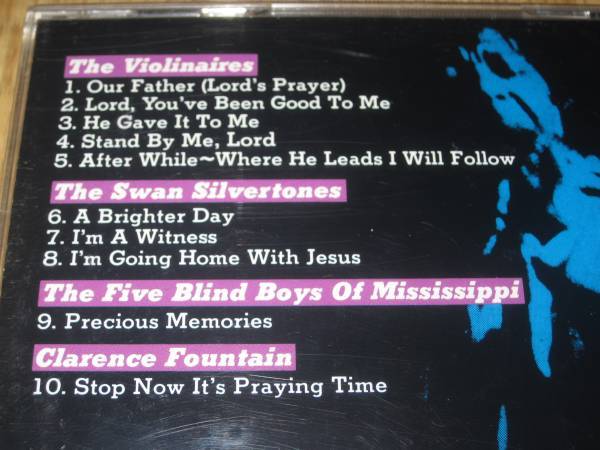 The Violinaires
1. Our Father (Lord's Prayer)
2. Lord, You've Been Good To Me
3. He Gave It To Me
4. Stand By Me, Lord
5. After While~Where He Leads I Will Follow
The Swan Silvertones
6. A Brighter Day
7. I'm A Witness
8. I'm Going Home With Jesus
The Five Blind Boys Of Mississippi
9. Precious Memories
Clarence Fountain
10. Stop Now It's Praying Time